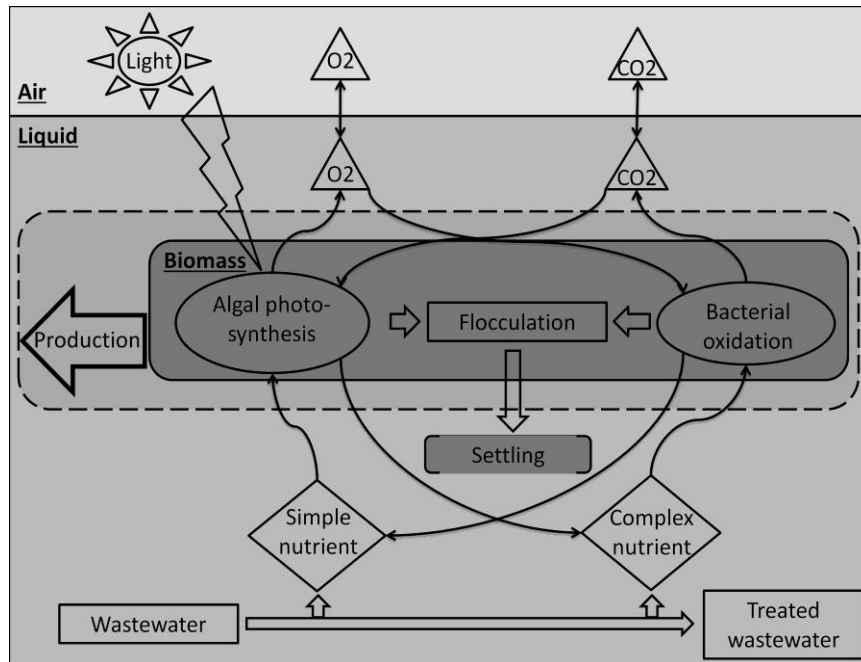 Light
O2
CO2
Air
Liquid
O2
CO2
Biomass
Algal photo-
synthesis
Flocculation
Bacterial
oxidation
Production
Settling
Simple
nutrient
Complex
nutrient
Wastewater
Treated
wastewater